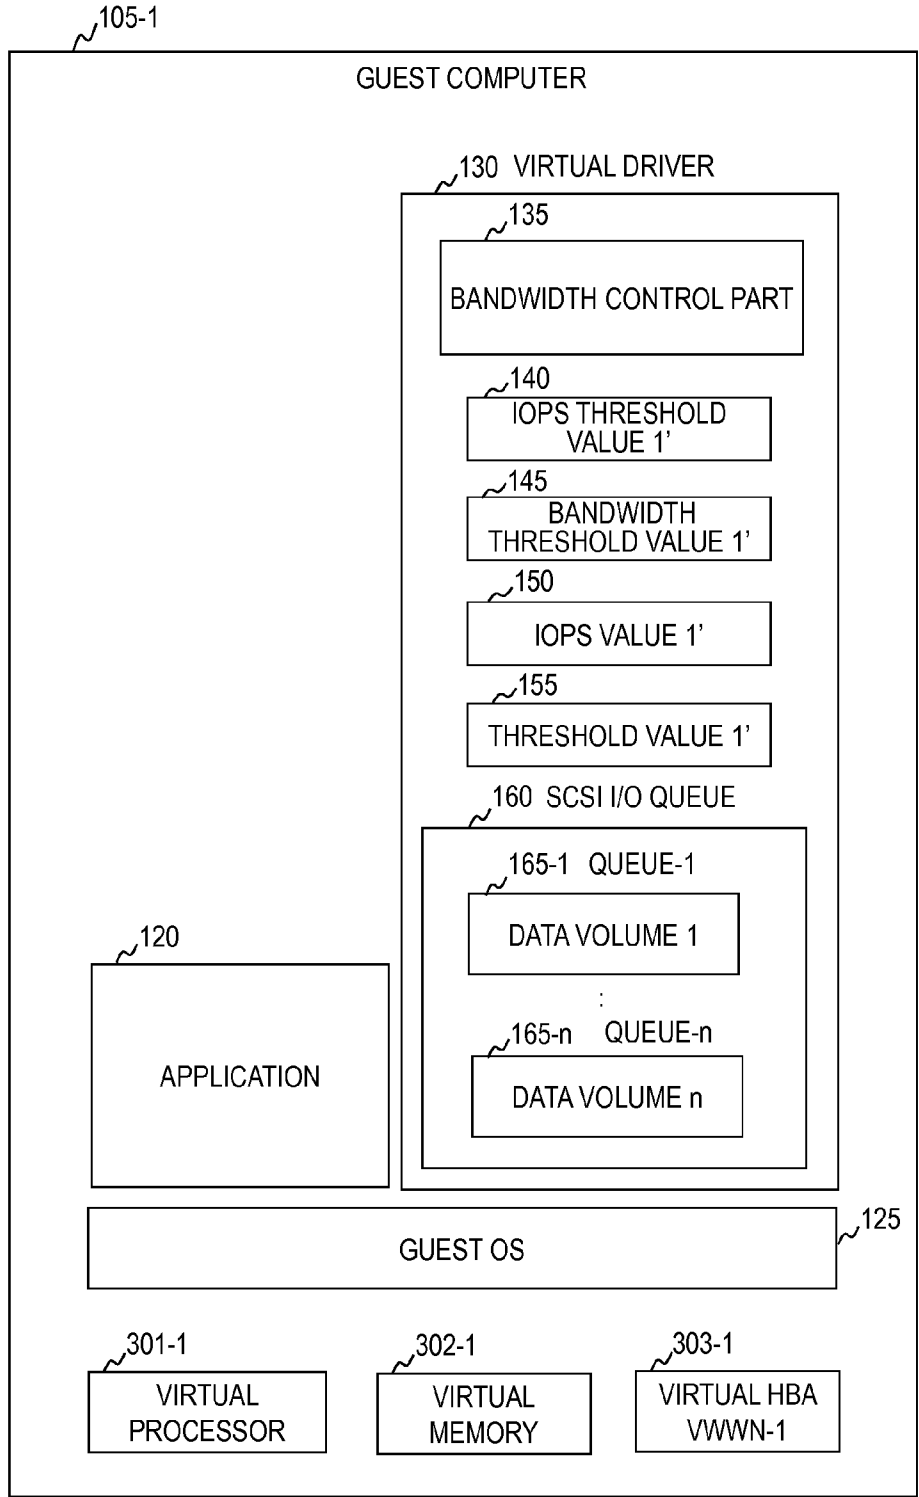 105-1
GUEST COMPUTER
130 VIRTUAL DRIVER
135
BANDWIDTH CONTROL PART
140
IOPS THRESHOLD
VALUE 1'
145
BANDWIDTH
THRESHOLD VALUE 1'
150
IOPS VALUE 1'
155
THRESHOLD VALUE 1'
160 SCSI I/O QUEUE
165-1 QUEUE-1
DATA VOLUME 1
:
165-n QUEUE-n
DATA VOLUME n
120
APPLICATION
125
GUEST OS
301-1
VIRTUAL
PROCESSOR
302-1
VIRTUAL
MEMORY
303-1
VIRTUAL HBA
VWWN-1